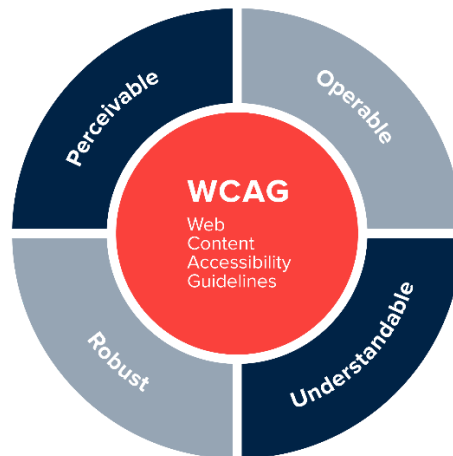 Perceivable
Operable
WCAG
Web
Content
Accessibility
Guidelines
Robust
Understandable